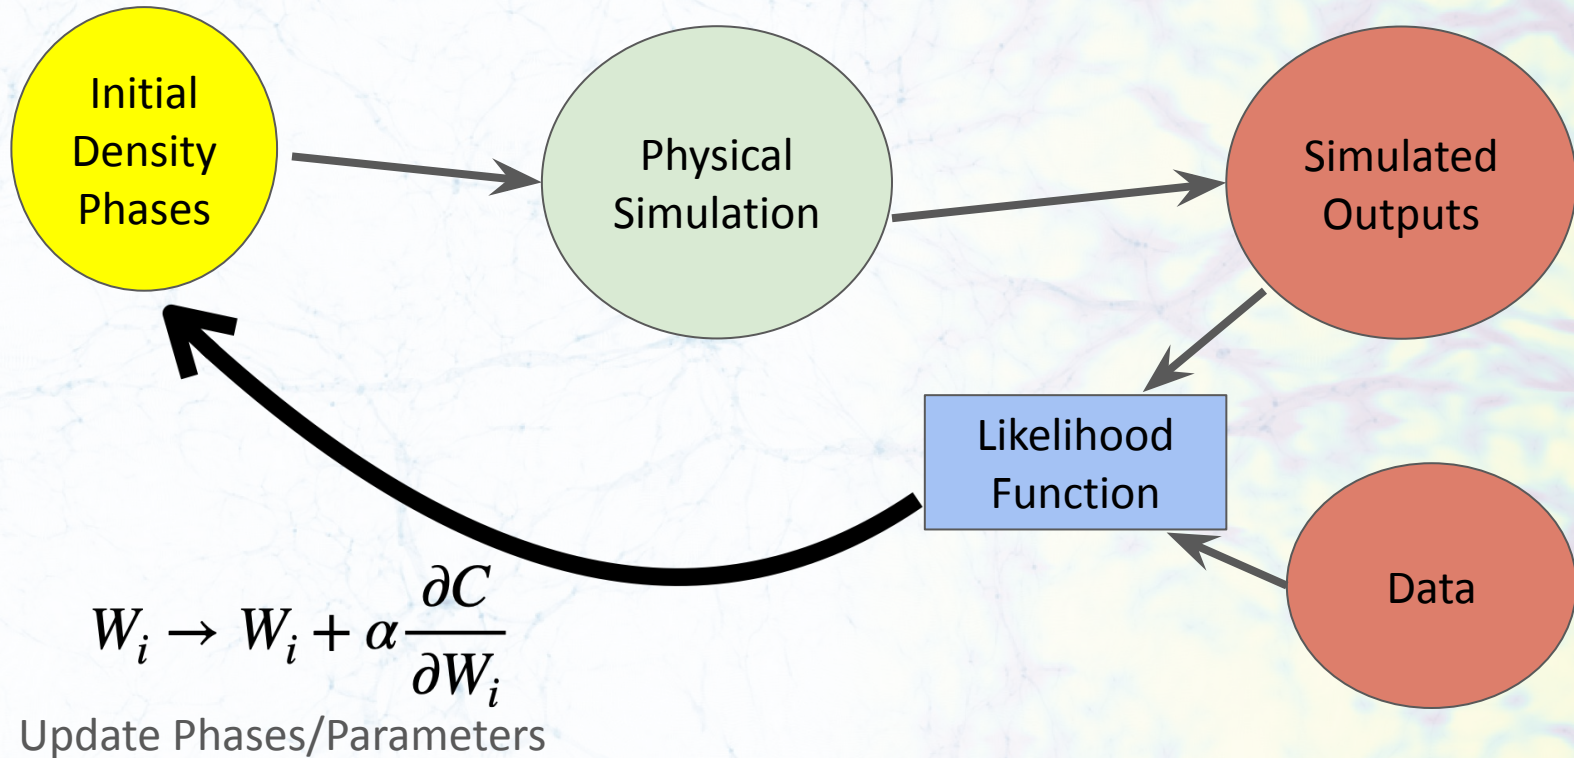 Initial
Density
Phases
Physical
Simulation
Simulated
Outputs
Likelihood
Function
Data
W_i → W_i + α ∂C/∂W_i
Update Phases/Parameters